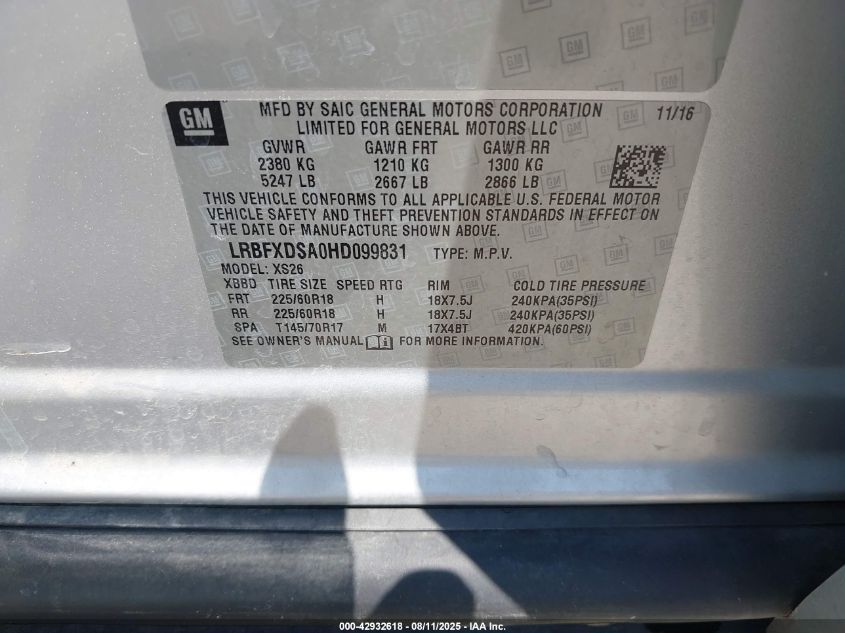 GM
MFD BY SAIC GENERAL MOTORS CORPORATION 11/16
LIMITED FOR GENERAL MOTORS LLC
GVWR GAWR FRT GAWR RR
2380 KG 1210 KG 1300 KG
5247 LB 2667 LB 2866 LB
THIS VEHICLE CONFORMS TO ALL APPLICABLE U.S. FEDERAL MOTOR
VEHICLE SAFETY AND THEFT PREVENTION STANDARDS IN EFFECT ON
THE DATE OF MANUFACTURE SHOWN ABOVE.
LRBFXDSA0HD099831 TYPE: M.P.V.
MODEL: XS26
XBBD TIRE SIZE SPEED RTG RIM COLD TIRE PRESSURE
FRT 225/60R18 H 18X7.5J 240KPA(35PSI)
RR 225/60R18 H 18X7.5J 240KPA(35PSI)
SPA T145/70R17 M 17X4BT 420KPA(60PSI)
SEE OWNER'S MANUAL FOR MORE INFORMATION.
000-42932618 - 08/11/2025 - IAA Inc.